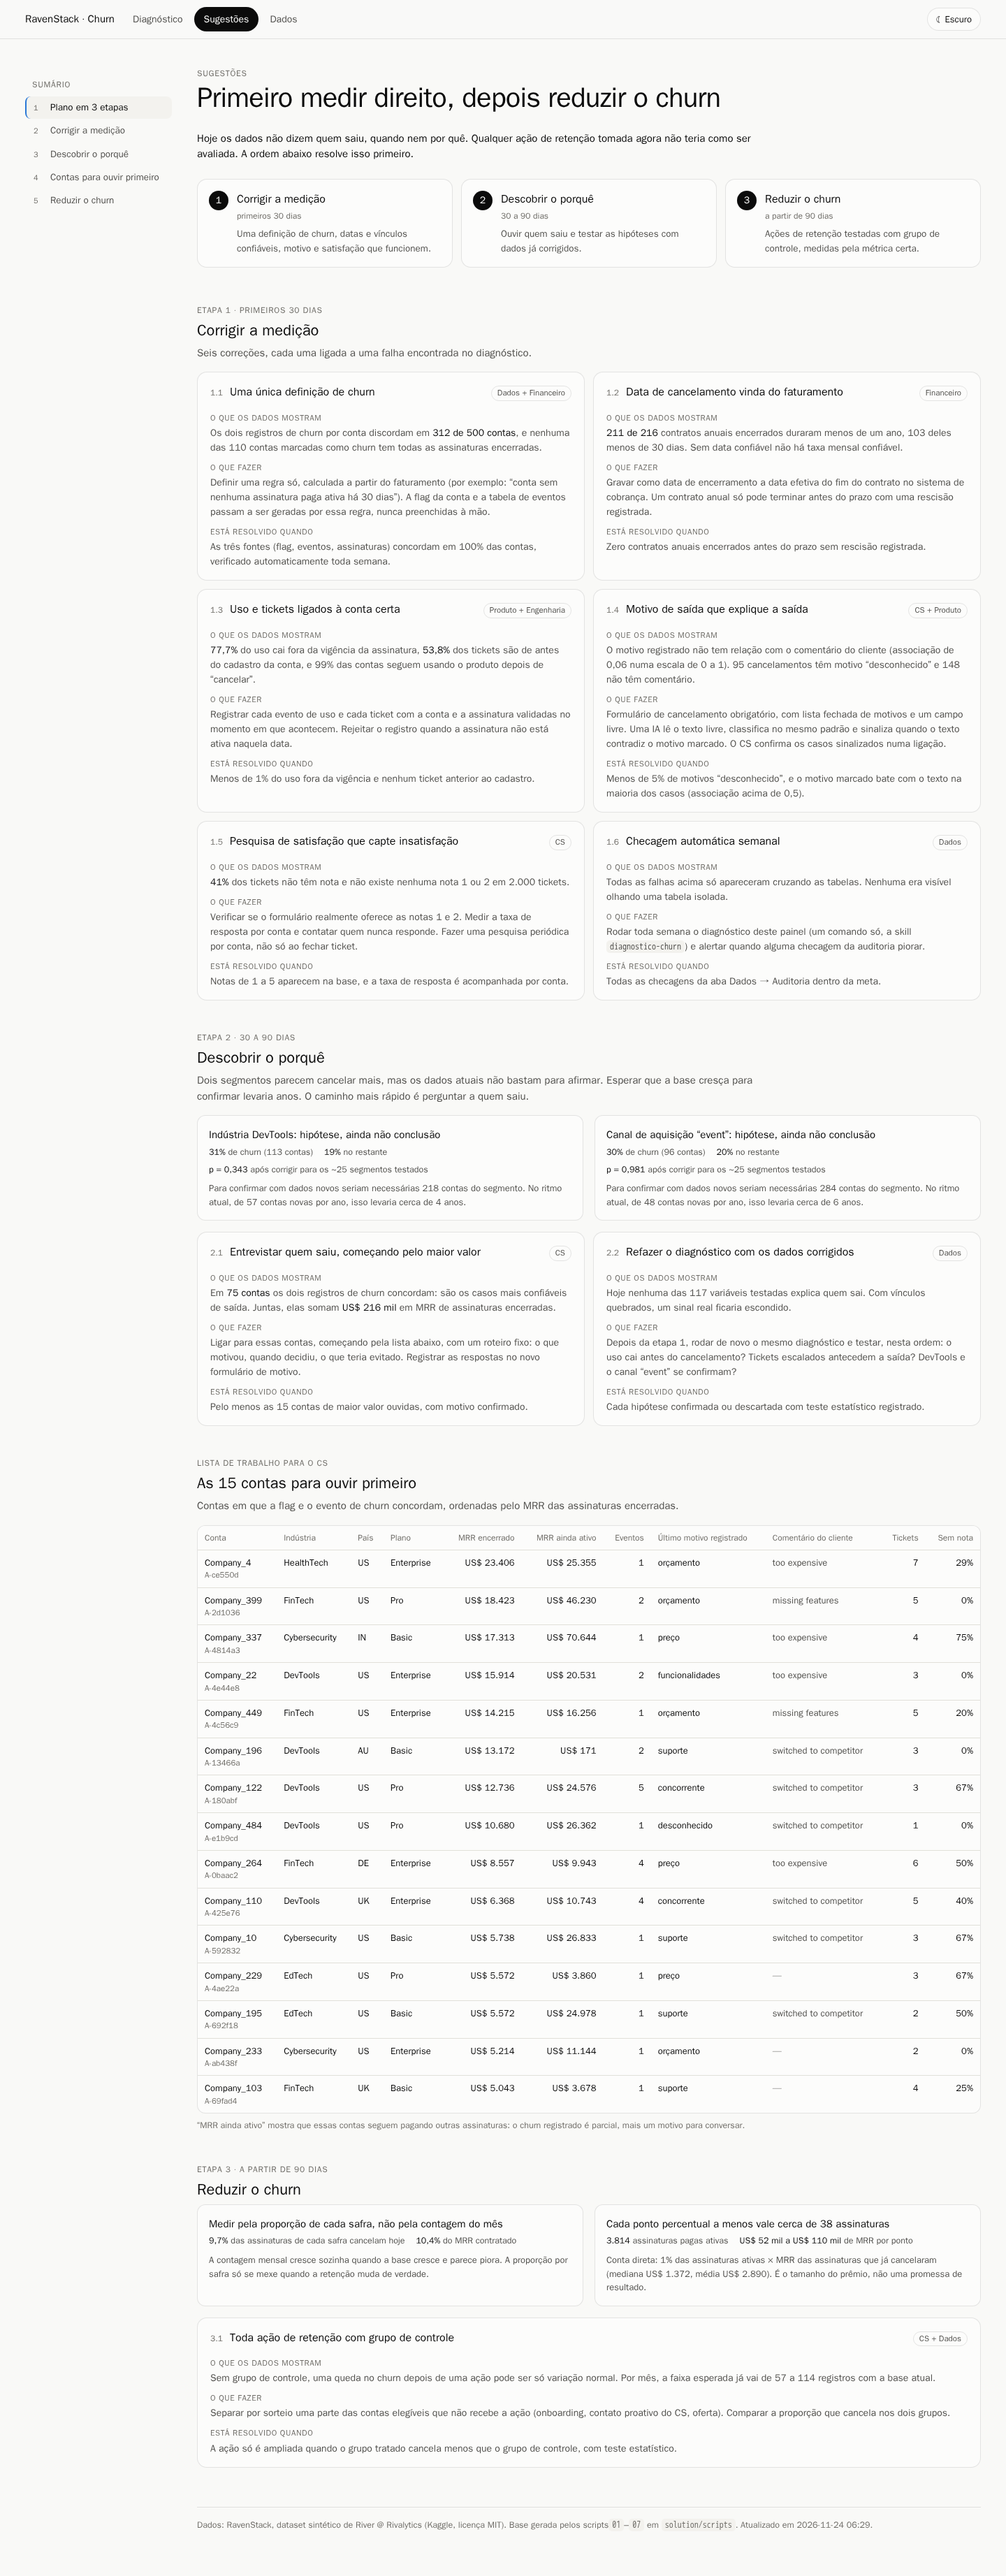 RavenStack · Churn Diagnóstico Sugestões Dados ☾ Escuro
SUMÁRIO
1 Plano em 3 etapas
2 Corrigir a medição
3 Descobrir o porquê
4 Contas para ouvir primeiro
5 Reduzir o churn
SUGESTÕES
Primeiro medir direito, depois reduzir o churn
Hoje os dados não dizem quem saiu, quando nem por quê. Qualquer ação de retenção tomada agora não teria como ser
avaliada. A ordem abaixo resolve isso primeiro.
1 Corrigir a medição
primeiros 30 dias
Uma definição de churn, datas e vínculos
confiáveis, motivo e satisfação que funcionem.
2 Descobrir o porquê
30 a 90 dias
Ouvir quem saiu e testar as hipóteses com
dados já corrigidos.
3 Reduzir o churn
a partir de 90 dias
Ações de retenção testadas com grupo de
controle, medidas pela métrica certa.
ETAPA 1 · PRIMEIROS 30 DIAS
Corrigir a medição
Seis correções, cada uma ligada a uma falha encontrada no diagnóstico.
1.1 Uma única definição de churn Dados + Financeiro
O QUE OS DADOS MOSTRAM
Os dois registros de churn por conta discordam em 312 de 500 contas, e nenhuma
das 110 contas marcadas como churn tem todas as assinaturas encerradas.
O QUE FAZER
Definir uma regra só, calculada a partir do faturamento (por exemplo: “conta sem
nenhuma assinatura paga ativa há 30 dias”). A flag da conta e a tabela de eventos
passam a ser geradas por essa regra, nunca preenchidas à mão.
ESTÁ RESOLVIDO QUANDO
As três fontes (flag, eventos, assinaturas) concordam em 100% das contas,
verificado automaticamente toda semana.
1.2 Data de cancelamento vinda do faturamento Financeiro
O QUE OS DADOS MOSTRAM
211 de 216 contratos anuais encerrados duraram menos de um ano, 103 deles
menos de 30 dias. Sem data confiável não há taxa mensal confiável.
O QUE FAZER
Gravar como data de encerramento a data efetiva do fim do contrato no sistema de
cobrança. Um contrato anual só pode terminar antes do prazo com uma rescisão
registrada.
ESTÁ RESOLVIDO QUANDO
Zero contratos anuais encerrados antes do prazo sem rescisão registrada.
1.3 Uso e tickets ligados à conta certa Produto + Engenharia
O QUE OS DADOS MOSTRAM
77,7% do uso cai fora da vigência da assinatura, 53,8% dos tickets são de antes
do cadastro da conta, e 99% das contas seguem usando o produto depois de
“cancelar”.
O QUE FAZER
Registrar cada evento de uso e cada ticket com a conta e a assinatura validadas no
momento em que acontecem. Rejeitar o registro quando a assinatura não está
ativa naquela data.
ESTÁ RESOLVIDO QUANDO
Menos de 1% do uso fora da vigência e nenhum ticket anterior ao cadastro.
1.4 Motivo de saída que explique a saída CS + Produto
O QUE OS DADOS MOSTRAM
O motivo registrado não tem relação com o comentário do cliente (associação de
0,06 numa escala de 0 a 1). 95 cancelamentos têm motivo “desconhecido” e 148
não têm comentário.
O QUE FAZER
Formulário de cancelamento obrigatório, com lista fechada de motivos e um campo
livre. Uma IA lê o texto livre, classifica no mesmo padrão e sinaliza quando o texto
contradiz o motivo marcado. O CS confirma os casos sinalizados numa ligação.
ESTÁ RESOLVIDO QUANDO
Menos de 5% de motivos “desconhecido”, e o motivo marcado bate com o texto na
maioria dos casos (associação acima de 0,5).
1.5 Pesquisa de satisfação que capte insatisfação CS
O QUE OS DADOS MOSTRAM
41% dos tickets não têm nota e não existe nenhuma nota 1 ou 2 em 2.000 tickets.
O QUE FAZER
Verificar se o formulário realmente oferece as notas 1 e 2. Medir a taxa de
resposta por conta e contatar quem nunca responde. Fazer uma pesquisa periódica
por conta, não só ao fechar ticket.
ESTÁ RESOLVIDO QUANDO
Notas de 1 a 5 aparecem na base, e a taxa de resposta é acompanhada por conta.
1.6 Checagem automática semanal Dados
O QUE OS DADOS MOSTRAM
Todas as falhas acima só apareceram cruzando as tabelas. Nenhuma era visível
olhando uma tabela isolada.
O QUE FAZER
Rodar toda semana o diagnóstico deste painel (um comando só, a skill
diagnostico-churn) e alertar quando alguma checagem da auditoria piorar.
ESTÁ RESOLVIDO QUANDO
Todas as checagens da aba Dados → Auditoria dentro da meta.
ETAPA 2 · 30 A 90 DIAS
Descobrir o porquê
Dois segmentos parecem cancelar mais, mas os dados atuais não bastam para afirmar. Esperar que a base cresça para
confirmar levaria anos. O caminho mais rápido é perguntar a quem saiu.
Indústria DevTools: hipótese, ainda não conclusão
31% de churn (113 contas) 19% no restante
p = 0,343 após corrigir para os ~25 segmentos testados
Para confirmar com dados novos seriam necessárias 218 contas do segmento. No ritmo
atual, de 57 contas novas por ano, isso levaria cerca de 4 anos.
Canal de aquisição “event”: hipótese, ainda não conclusão
30% de churn (96 contas) 20% no restante
p = 0,981 após corrigir para os ~25 segmentos testados
Para confirmar com dados novos seriam necessárias 284 contas do segmento. No ritmo
atual, de 48 contas novas por ano, isso levaria cerca de 6 anos.
2.1 Entrevistar quem saiu, começando pelo maior valor CS
O QUE OS DADOS MOSTRAM
Em 75 contas os dois registros de churn concordam: são os casos mais confiáveis
de saída. Juntas, elas somam US$ 216 mil em MRR de assinaturas encerradas.
O QUE FAZER
Ligar para essas contas, começando pela lista abaixo, com um roteiro fixo: o que
motivou, quando decidiu, o que teria evitado. Registrar as respostas no novo
formulário de motivo.
ESTÁ RESOLVIDO QUANDO
Pelo menos as 15 contas de maior valor ouvidas, com motivo confirmado.
2.2 Refazer o diagnóstico com os dados corrigidos Dados
O QUE OS DADOS MOSTRAM
Hoje nenhuma das 117 variáveis testadas explica quem sai. Com vínculos
quebrados, um sinal real ficaria escondido.
O QUE FAZER
Depois da etapa 1, rodar de novo o mesmo diagnóstico e testar, nesta ordem: o
uso cai antes do cancelamento? Tickets escalados antecedem a saída? DevTools e
o canal “event” se confirmam?
ESTÁ RESOLVIDO QUANDO
Cada hipótese confirmada ou descartada com teste estatístico registrado.
LISTA DE TRABALHO PARA O CS
As 15 contas para ouvir primeiro
Contas em que a flag e o evento de churn concordam, ordenadas pelo MRR das assinaturas encerradas.
Conta Indústria País Plano MRR encerrado MRR ainda ativo Eventos Último motivo registrado Comentário do cliente Tickets Sem nota
Company_4 HealthTech US Enterprise US$ 23.406 US$ 25.355 1 orçamento too expensive 7 29%
A-ce550d
Company_399 FinTech US Pro US$ 18.423 US$ 46.230 2 orçamento missing features 5 0%
A-2d1036
Company_337 Cybersecurity IN Basic US$ 17.313 US$ 70.644 1 preço too expensive 4 75%
A-4814a3
Company_22 DevTools US Enterprise US$ 15.914 US$ 20.531 2 funcionalidades too expensive 3 0%
A-4e44e8
Company_449 FinTech US Enterprise US$ 14.215 US$ 16.256 1 orçamento missing features 5 20%
A-4c56c9
Company_196 DevTools AU Basic US$ 13.172 US$ 171 2 suporte switched to competitor 3 0%
A-13466a
Company_122 DevTools US Pro US$ 12.736 US$ 24.576 5 concorrente switched to competitor 3 67%
A-180abf
Company_484 DevTools US Pro US$ 10.680 US$ 26.362 1 desconhecido switched to competitor 1 0%
A-e1b9cd
Company_264 FinTech DE Enterprise US$ 8.557 US$ 9.943 4 preço too expensive 6 50%
A-0baac2
Company_110 DevTools UK Enterprise US$ 6.368 US$ 10.743 4 concorrente switched to competitor 5 40%
A-425e76
Company_10 Cybersecurity US Basic US$ 5.738 US$ 26.833 1 suporte switched to competitor 3 67%
A-592832
Company_229 EdTech US Pro US$ 5.572 US$ 3.860 1 preço — 3 67%
A-4ae22a
Company_195 EdTech US Basic US$ 5.572 US$ 24.978 1 suporte switched to competitor 2 50%
A-692f18
Company_233 Cybersecurity US Enterprise US$ 5.214 US$ 11.144 1 orçamento — 2 0%
A-ab438f
Company_103 FinTech UK Basic US$ 5.043 US$ 3.678 1 suporte — 4 25%
A-69fad4
“MRR ainda ativo” mostra que essas contas seguem pagando outras assinaturas: o churn registrado é parcial, mais um motivo para conversar.
ETAPA 3 · A PARTIR DE 90 DIAS
Reduzir o churn
Medir pela proporção de cada safra, não pela contagem do mês
9,7% das assinaturas de cada safra cancelam hoje 10,4% do MRR contratado
A contagem mensal cresce sozinha quando a base cresce e parece piora. A proporção por
safra só se mexe quando a retenção muda de verdade.
Cada ponto percentual a menos vale cerca de 38 assinaturas
3.814 assinaturas pagas ativas US$ 52 mil a US$ 110 mil de MRR por ponto
Conta direta: 1% das assinaturas ativas × MRR das assinaturas que já cancelaram
(mediana US$ 1.372, média US$ 2.890). É o tamanho do prêmio, não uma promessa de
resultado.
3.1 Toda ação de retenção com grupo de controle CS + Dados
O QUE OS DADOS MOSTRAM
Sem grupo de controle, uma queda no churn depois de uma ação pode ser só variação normal. Por mês, a faixa esperada já vai de 57 a 114 registros com a base atual.
O QUE FAZER
Separar por sorteio uma parte das contas elegíveis que não recebe a ação (onboarding, contato proativo do CS, oferta). Comparar a proporção que cancela nos dois grupos.
ESTÁ RESOLVIDO QUANDO
A ação só é ampliada quando o grupo tratado cancela menos que o grupo de controle, com teste estatístico.
Dados: RavenStack, dataset sintético de River @ Rivalytics (Kaggle, licença MIT). Base gerada pelos scripts 01 – 07 em solution/scripts. Atualizado em 2026-11-24 06:29.